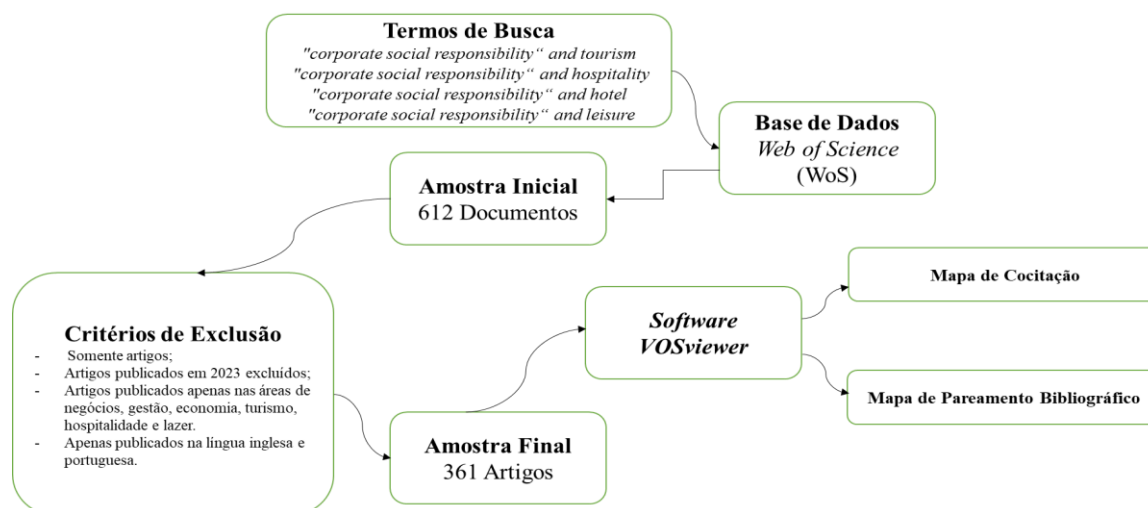 Termos de Busca
"corporate social responsibility“ and tourism
"corporate social responsibility“ and hospitality
"corporate social responsibility“ and hotel
"corporate social responsibility“ and leisure
Base de Dados
Web of Science
(WoS)
Amostra Inicial
612 Documentos
Critérios de Exclusão
- Somente artigos;
- Artigos publicados em 2023 excluídos;
- Artigos publicados apenas nas áreas de
negócios, gestão, economia, turismo,
hospitalidade e lazer.
- Apenas publicados na língua inglesa e
portuguesa.
Amostra Final
361 Artigos
Software
VOSviewer
Mapa de Cocitação
Mapa de Pareamento Bibliográfico